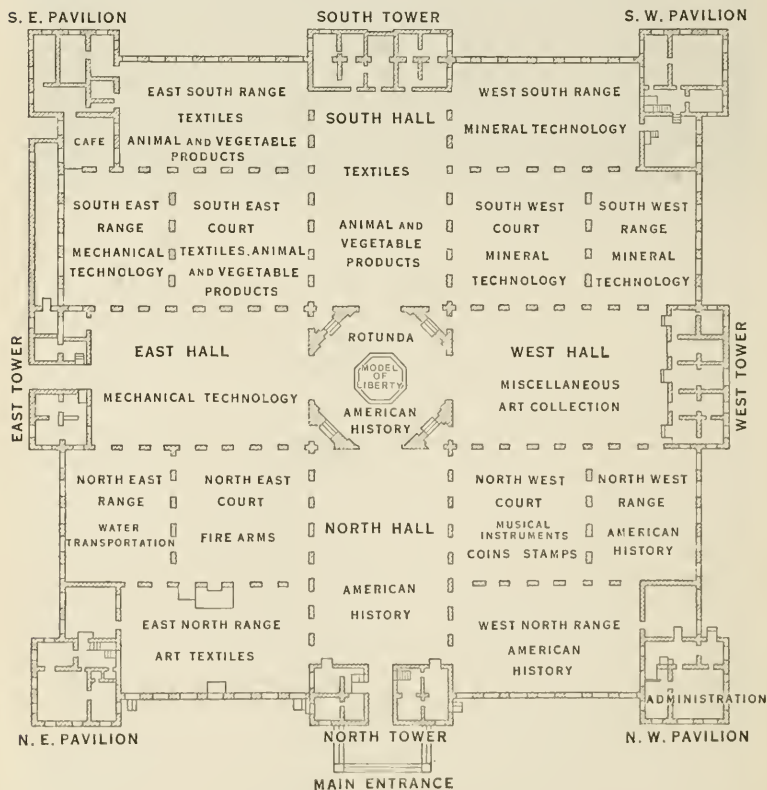 S. E. PAVILION
SOUTH TOWER
S. W. PAVILION
EAST SOUTH RANGE
TEXTILES
ANIMAL AND VEGETABLE
PRODUCTS
CAFE
SOUTH HALL
TEXTILES
ANIMAL AND
VEGETABLE
PRODUCTS
WEST SOUTH RANGE
MINERAL TECHNOLOGY
SOUTH EAST
RANGE
MECHANICAL
TECHNOLOGY
SOUTH EAST
COURT
TEXTILES, ANIMAL
AND VEGETABLE
PRODUCTS
SOUTH WEST
COURT
MINERAL
TECHNOLOGY
SOUTH WEST
RANGE
MINERAL
TECHNOLOGY
EAST TOWER
EAST HALL
MECHANICAL TECHNOLOGY
ROTUNDA
MODEL
OF
LIBERTY
AMERICAN
HISTORY
WEST HALL
MISCELLANEOUS
ART COLLECTION
WEST TOWER
NORTH EAST
RANGE
WATER
TRANSPORTATION
NORTH EAST
COURT
FIRE ARMS
NORTH HALL
AMERICAN
HISTORY
NORTH WEST
COURT
MUSICAL
INSTRUMENTS
COINS STAMPS
NORTH WEST
RANGE
AMERICAN
HISTORY
EAST NORTH RANGE
ART TEXTILES
WEST NORTH RANGE
AMERICAN
HISTORY
ADMINISTRATION
N. E. PAVILION
NORTH TOWER
N. W. PAVILION
MAIN ENTRANCE